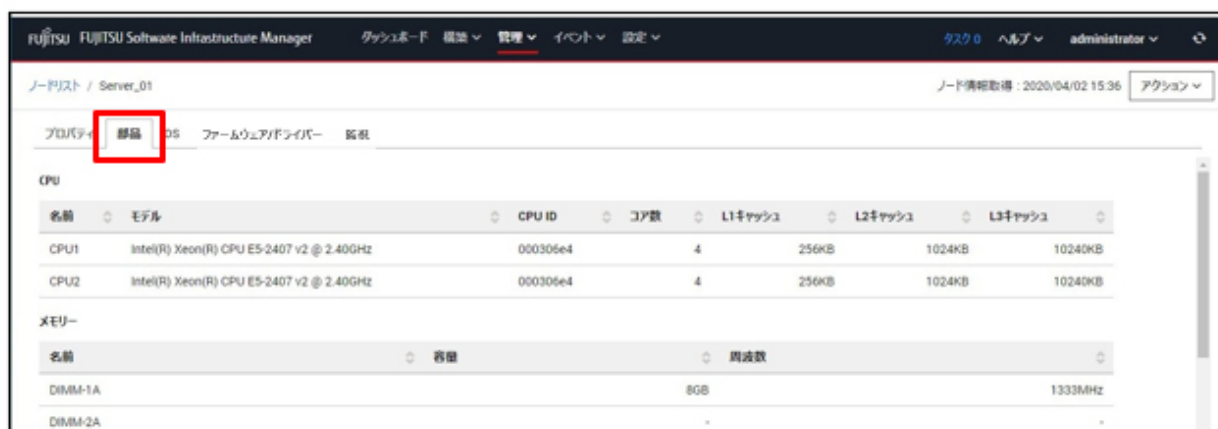 FUJITSU FUJITSU Software Infrastructure Manager ダッシュボード 構築 管理 イベント 設定 タスク 0 ヘルプ administrator
ノードリスト / Server_01 ノード情報取得 : 2020/04/02 15:36 アクション
プロパティ 部品 OS ファームウェア/ドライバー 監視
CPU
名前 モデル CPU ID コア数 L1キャッシュ L2キャッシュ L3キャッシュ
CPU1 Intel(R) Xeon(R) CPU E5-2407 v2 @ 2.40GHz 000306e4 4 256KB 1024KB 10240KB
CPU2 Intel(R) Xeon(R) CPU E5-2407 v2 @ 2.40GHz 000306e4 4 256KB 1024KB 10240KB
メモリー
名前 容量 周波数
DIMM-1A 8GB 1333MHz
DIMM-2A - -